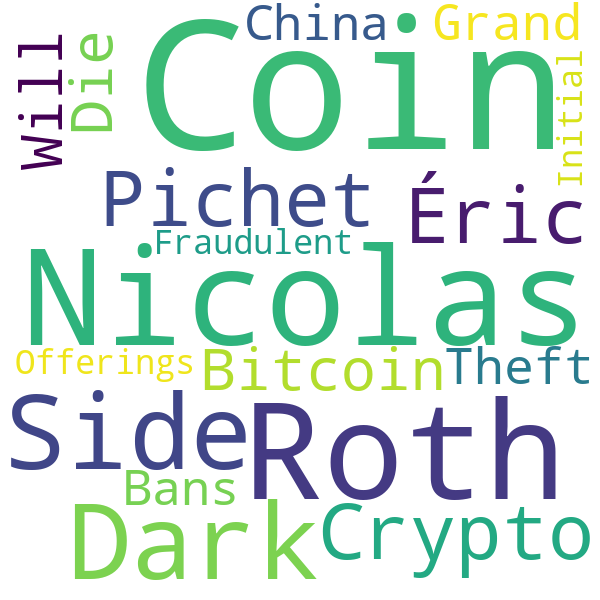 China
Grand
Will
Die
Coin
Initial
Pichet
Éric
Fraudulent
Nicolas
Offerings
Bitcoin
Theft
Side
Roth
Bans
Dark
Crypto